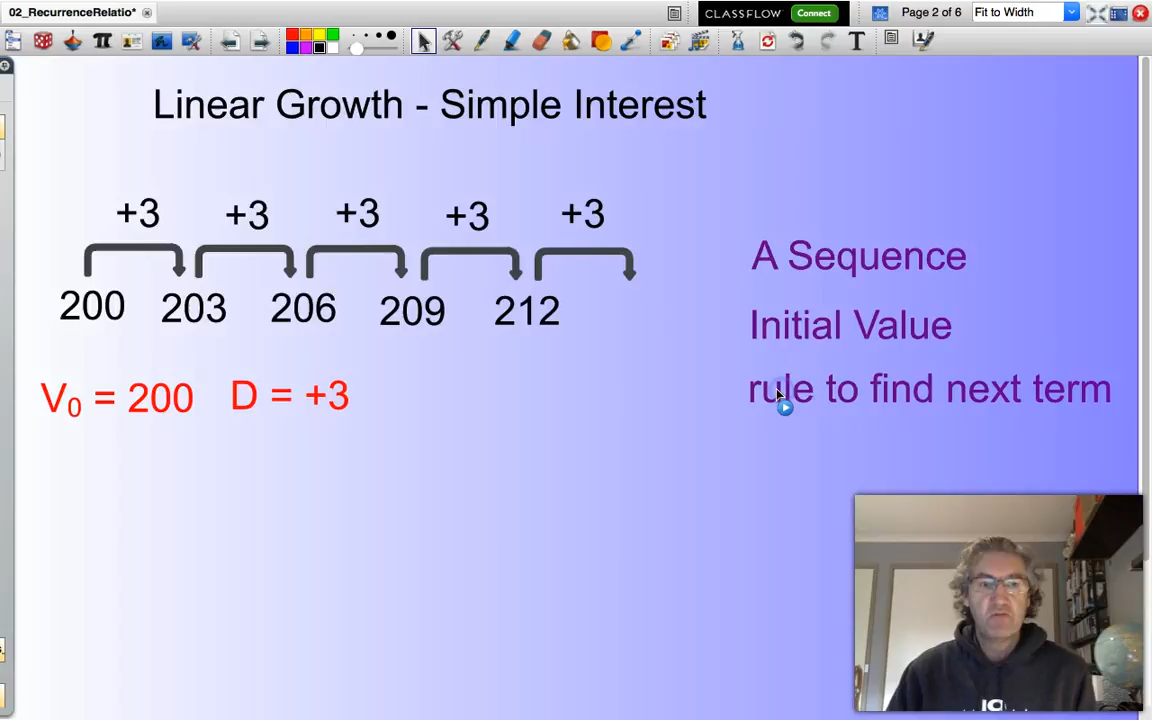 02_RecurrenceRelatio*
CLASSFLOW Connect
Page 2 of 6
Fit to Width
Linear Growth - Simple Interest
+3 +3 +3 +3 +3
200 203 206 209 212
V₀ = 200 D = +3
A Sequence
Initial Value
rule to find next term